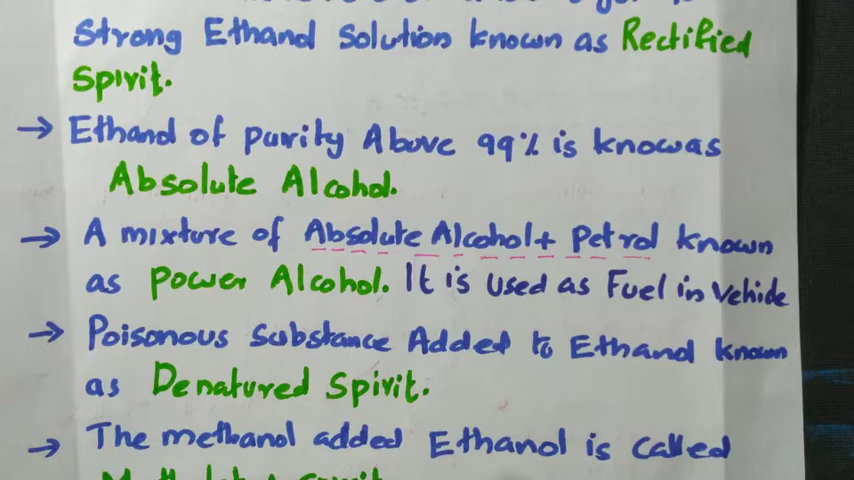 Strong Ethanol Solution known as Rectified
Spirit.
→ Ethanol of purity Above 99% is knowas
Absolute Alcohol.
→ A mixture of Absolute Alcohol + Petrol known
as Power Alcohol. It is used as Fuel in Vehicle
→ Poisonous Substance Added to Ethanol known
as Denatured Spirit.
→ The methanol added Ethanol is called